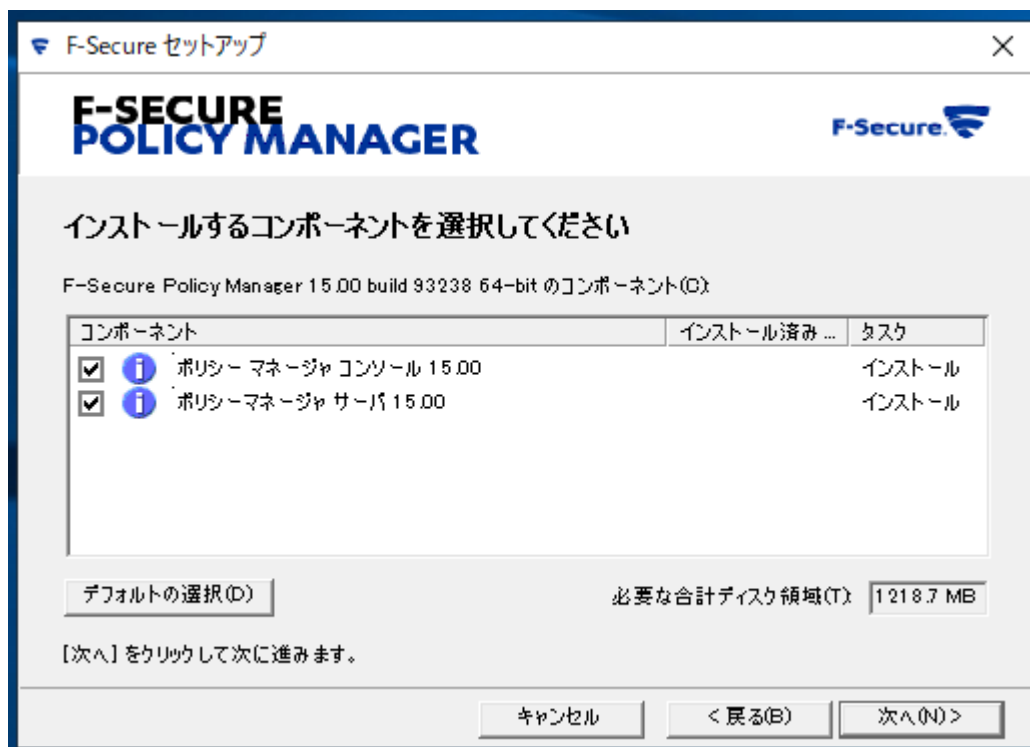 F-Secure セットアップ
F-SECURE
POLICY MANAGER
F-Secure.
インストールするコンポーネントを選択してください
F-Secure Policy Manager 15.00 build 93238 64-bit のコンポーネント(C):
コンポーネント インストール済み ... タスク
ポリシー マネージャ コンソール 15.00 インストール
ポリシーマネージャ サーバ 15.00 インストール
デフォルトの選択(D) 必要な合計ディスク領域(T): 1218.7 MB
[次へ] をクリックして次に進みます。
キャンセル < 戻る(B) 次へ(N) >